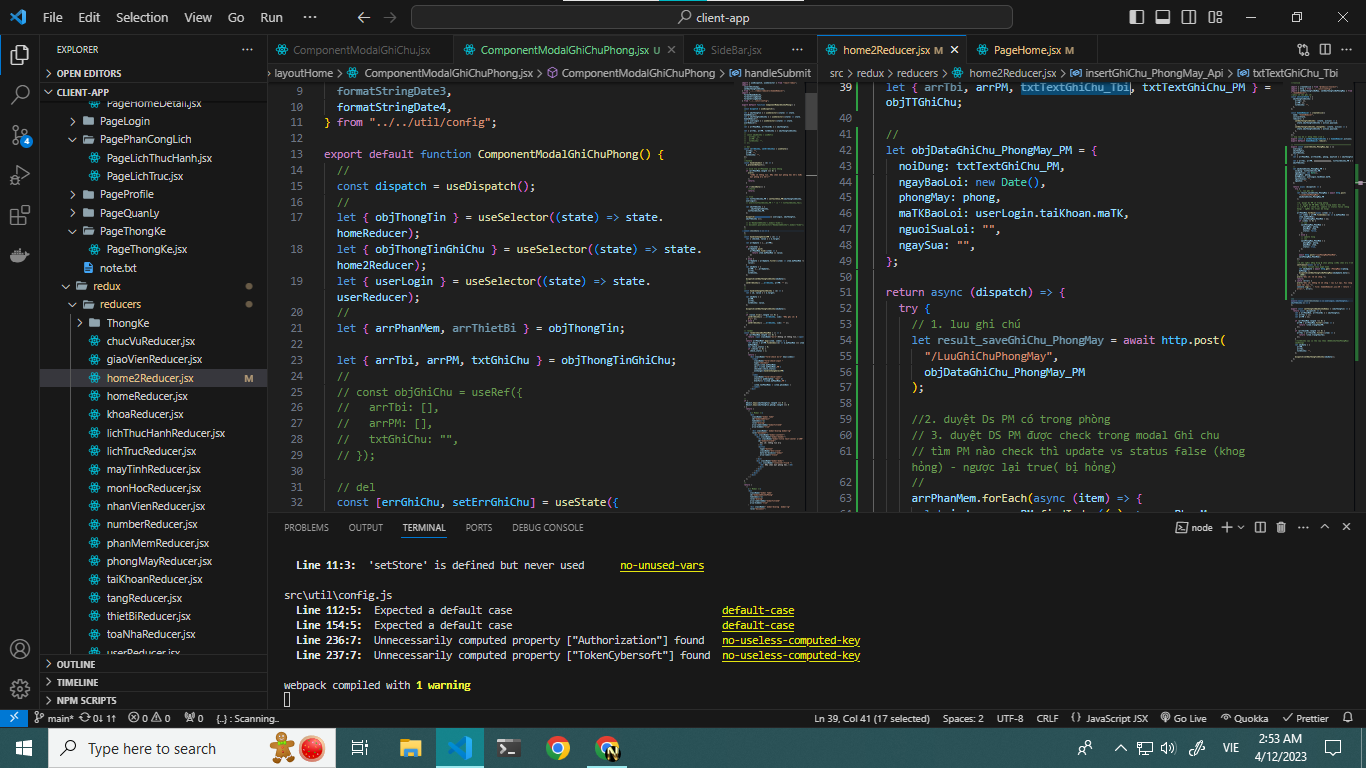 File Edit Selection View Go Run ··· client-app
EXPLORER ···
OPEN EDITORS
CLIENT-APP
PageHomeDetail.jsx
PageLogin
PagePhanCongLich
PageLichThucHanh.jsx
PageLichTruc.jsx
PageProfile
PageQuanLy
PageThongKe
PageThongKe.jsx
note.txt
redux
reducers
ThongKe
chucVuReducer.jsx
giaoVienReducer.jsx
home2Reducer.jsx M
homeReducer.jsx
khoaReducer.jsx
lichThucHanhReducer.jsx
lichTrucReducer.jsx
mayTinhReducer.jsx
monHocReducer.jsx
nhanVienReducer.jsx
numberReducer.jsx
phanMemReducer.jsx
phongMayReducer.jsx
taiKhoanReducer.jsx
tangReducer.jsx
thietBiReducer.jsx
toaNhaReducer.jsx
userReducer.jsx
OUTLINE
TIMELINE
NPM SCRIPTS
4
ComponentModalGhiChu.jsx ComponentModalGhiChuPhong.jsx U SideBar.jsx ···
layoutHome > ComponentModalGhiChuPhong.jsx > ComponentModalGhiChuPhong > handleSubmit
9 formatStringDate3,
10 formatStringDate4,
11 } from "../../util/config";
12
13 export default function ComponentModalGhiChuPhong() {
14 //
15 const dispatch = useDispatch();
16 //
17 let { objThongTin } = useSelector((state) => state.
homeReducer);
18 let { objThongTinGhiChu } = useSelector((state) => state.
home2Reducer);
19 let { userLogin } = useSelector((state) => state.
userReducer);
20 //
21 let { arrPhanMem, arrThietBi } = objThongTin;
22
23 let { arrTbi, arrPM, txtGhiChu } = objThongTinGhiChu;
24 //
25 // const objGhiChu = useRef({
26 // arrTbi: [],
27 // arrPM: [],
28 // txtGhiChu: "",
29 // });
30
31 // del
32 const [errGhiChu, setErrGhiChu] = useState({
home2Reducer.jsx M PageHome.jsx M ···
src > redux > reducers > home2Reducer.jsx > insertGhiChu_PhongMay_Api > txtTextGhiChu_Tbi
39 let { arrTbi, arrPM, txtTextGhiChu_Tbi, txtTextGhiChu_PM } =
objTTGhiChu;
40
41 //
42 let objDataGhiChu_PhongMay_PM = {
43 noiDung: txtTextGhiChu_PM,
44 ngayBaoLoi: new Date(),
45 phongMay: phong,
46 maTKBaoLoi: userLogin.taiKhoan.maTK,
47 nguoiSuaLoi: "",
48 ngaySua: "",
49 };
50
51 return async (dispatch) => {
52 try {
53 // 1. luu ghi chú
54 let result_saveGhiChu_PhongMay = await http.post(
55 "/LuuGhiChuPhongMay",
56 objDataGhiChu_PhongMay_PM
57 );
58
59 //2. duyệt Ds PM có trong phòng
60 // 3. duyệt DS PM được check trong modal Ghi chu
61 // tìm PM nào check thì update vs status false (khog
hỏng) - ngược lại true( bị hỏng)
62 //
63 arrPhanMem.forEach(async (item) => {
PROBLEMS OUTPUT TERMINAL PORTS DEBUG CONSOLE node ···
Line 11:3: 'setStore' is defined but never used no-unused-vars
src\util\config.js
Line 112:5: Expected a default case default-case
Line 154:5: Expected a default case default-case
Line 236:7: Unnecessarily computed property ["Authorization"] found no-useless-computed-key
Line 237:7: Unnecessarily computed property ["TokenCybersoft"] found no-useless-computed-key
webpack compiled with 1 warning
main* 0↓ 1↑ 0 0 0 {..} : Scanning.. Ln 39, Col 41 (17 selected) Spaces: 2 UTF-8 CRLF {} JavaScript JSX Go Live Quokka Prettier
Type here to search VIE 2:53 AM
4/12/2023